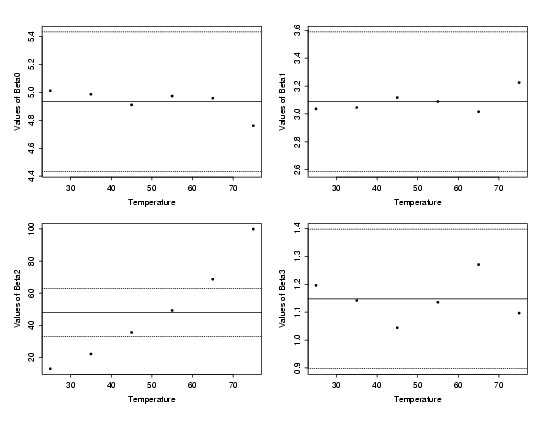 Values of Beta0
5.4
5.2
5.0
4.8
4.6
4.4
30 40 50 60 70
Temperature
Values of Beta1
3.6
3.4
3.2
3.0
2.8
2.6
30 40 50 60 70
Temperature
Values of Beta2
100
80
60
40
20
30 40 50 60 70
Temperature
Values of Beta3
1.4
1.3
1.2
1.1
1.0
0.9
30 40 50 60 70
Temperature